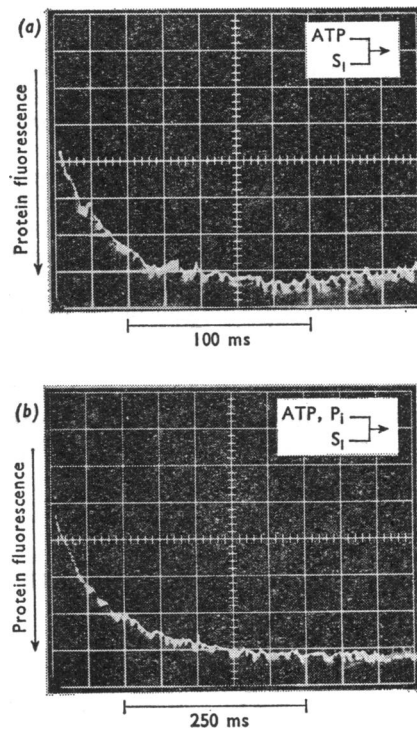 (a)
ATP
S₁
Protein fluorescence
100 ms
(b)
ATP, Pᵢ
S₁
Protein fluorescence
250 ms